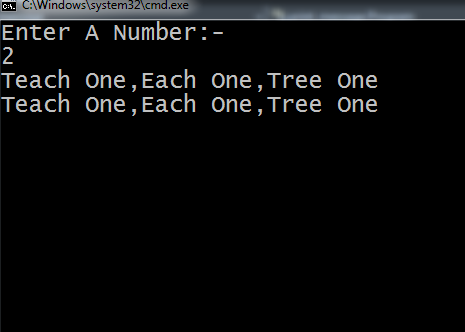 C:\Windows\system32\cmd.exe
Enter A Number:-
2
Teach One,Each One,Tree One
Teach One,Each One,Tree One